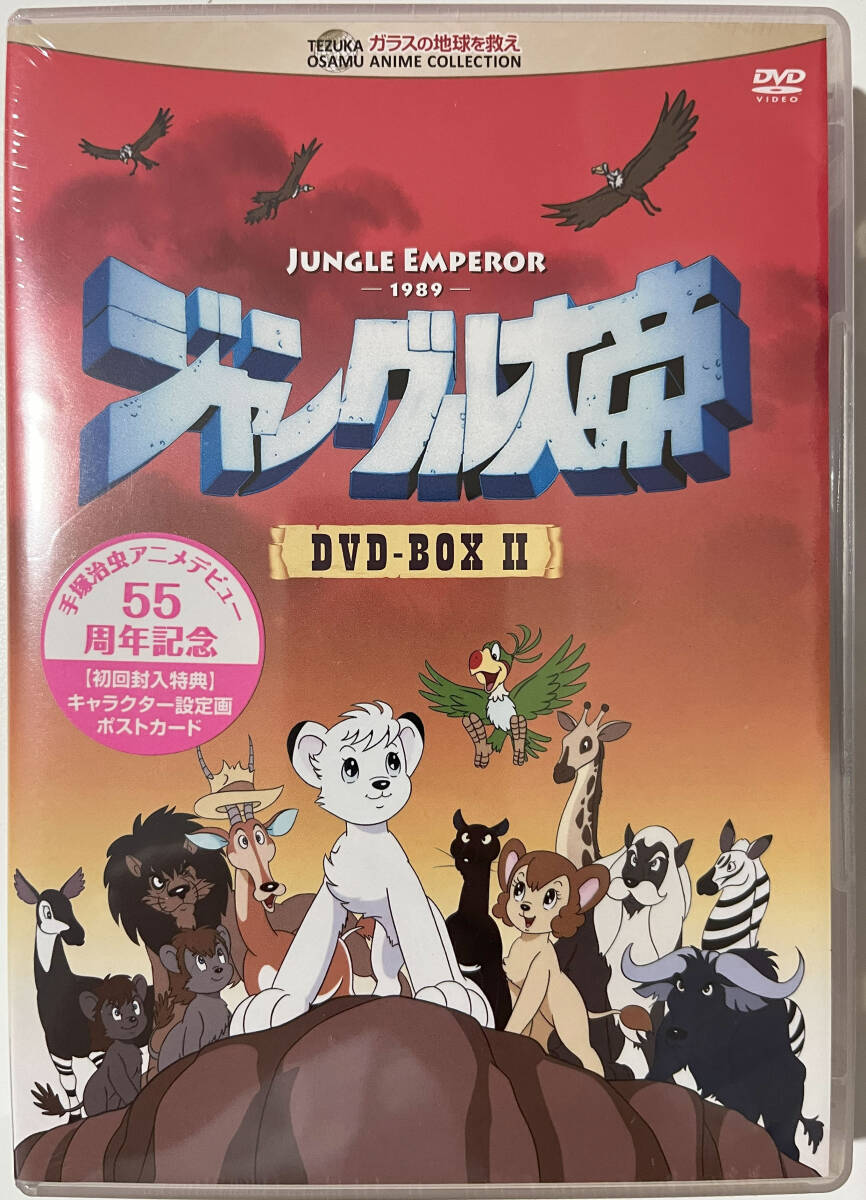 TEZUKA ガラスの地球を救え
OSAMU ANIME COLLECTION
DVD
VIDEO
JUNGLE EMPEROR
1989
ジャングル大帝
DVD-BOX II
手塚治虫アニメデビュー
55
周年記念
【初回封入特典】
キャラクター設定画
ポストカード